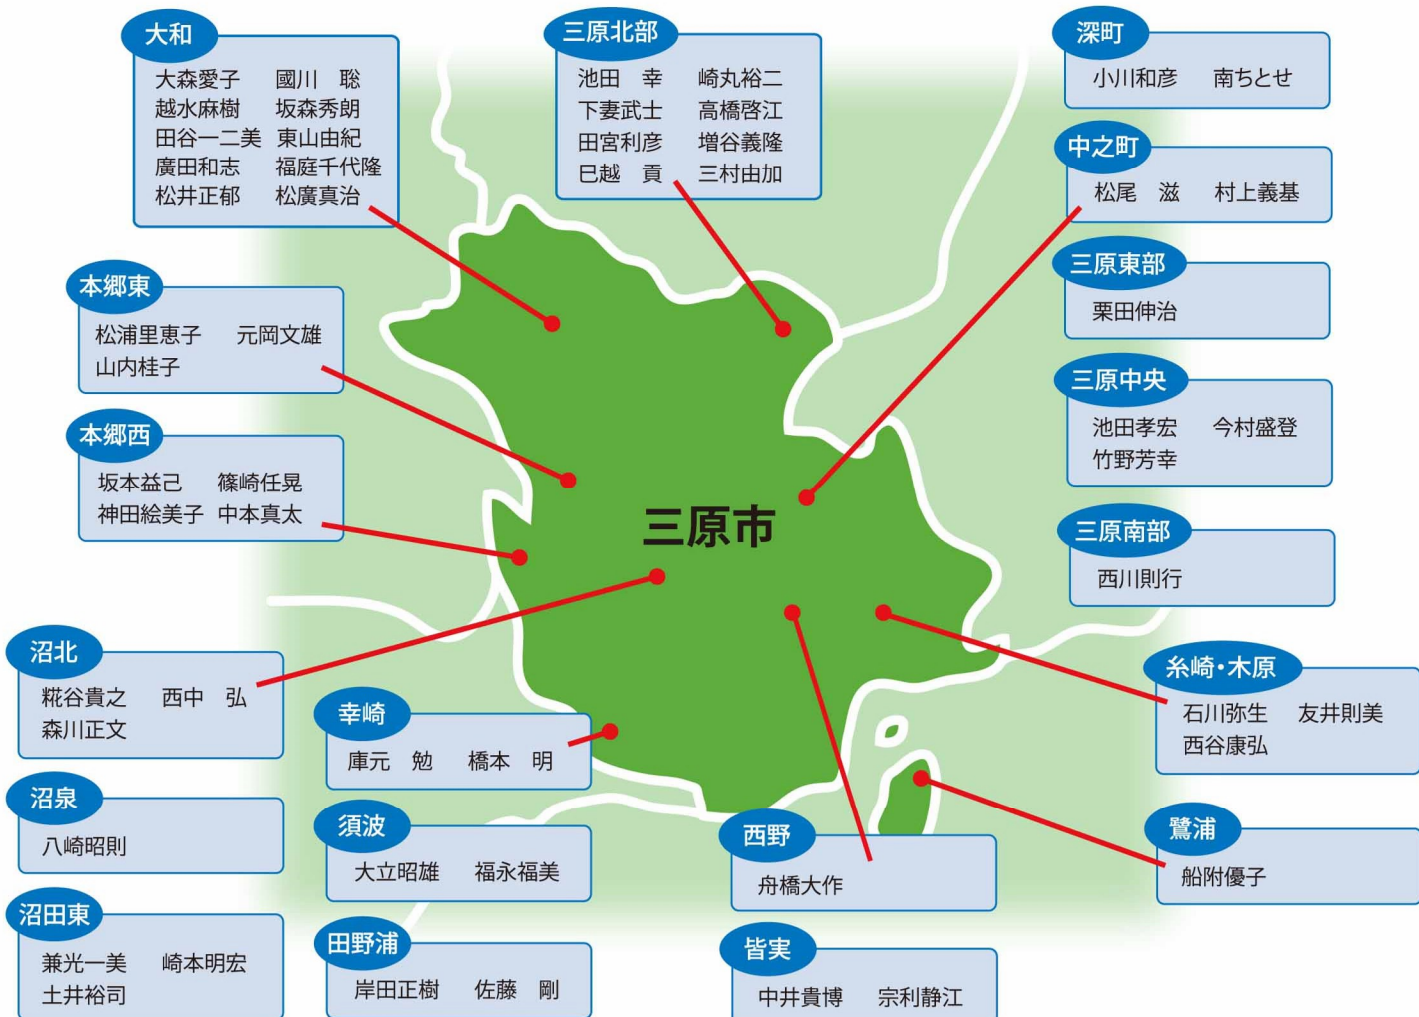 大和
大森愛子　國川　聡
越水麻樹　坂森秀朗
田谷一二美　東山由紀
廣田和志　福庭千代隆
松井正郁　松廣真治
三原北部
池田　幸　崎丸裕二
下妻武士　高橋啓江
田宮利彦　増谷義隆
巳越　貢　三村由加
深町
小川和彦　南ちとせ
中之町
松尾　滋　村上義基
三原東部
栗田伸治
三原中央
池田孝宏　今村盛登
竹野芳幸
三原南部
西川則行
本郷東
松浦里恵子　元岡文雄
山内桂子
本郷西
坂本益己　篠崎任晃
神田絵美子　中本真太
三原市
沼北
糀谷貴之　西中　弘
森川正文
沼泉
八崎昭則
沼田東
兼光一美　崎本明宏
土井裕司
幸崎
庫元　勉　橋本　明
須波
大立昭雄　福永福美
田野浦
岸田正樹　佐藤　剛
西野
舟橋大作
皆実
中井貴博　宗利静江
糸崎・木原
石川弥生　友井則美
西谷康弘
鷺浦
船附優子